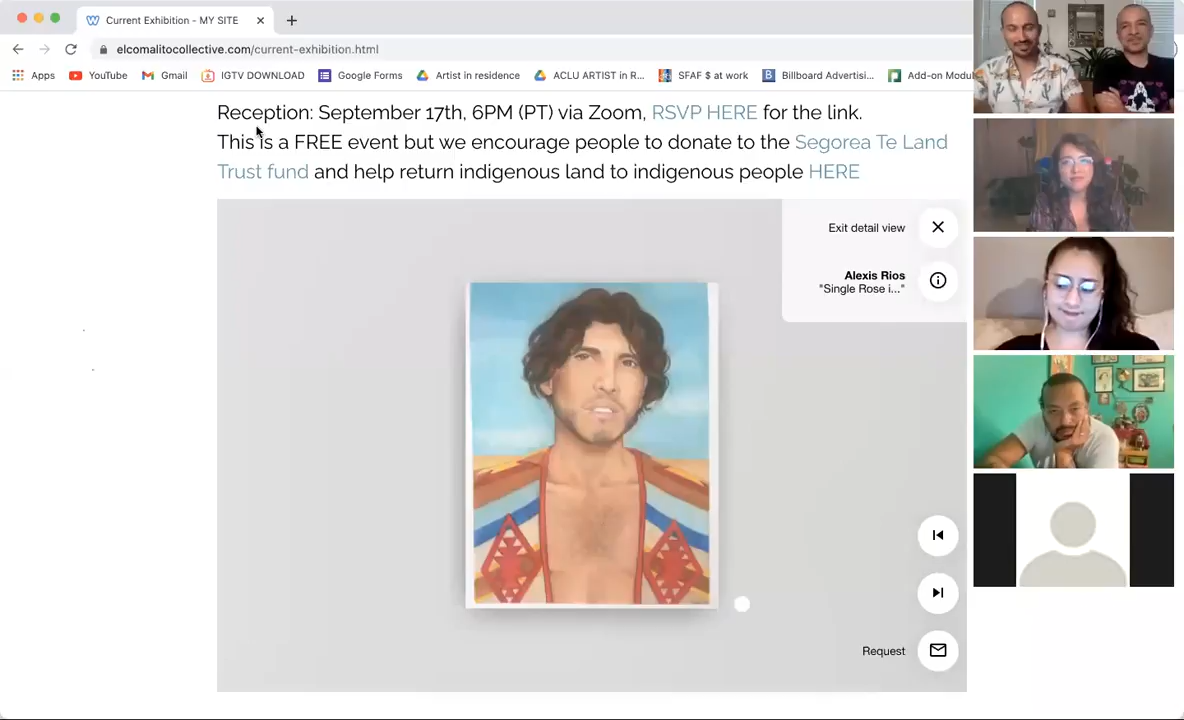 Current Exhibition - MY SITE
elcomalitocollective.com/current-exhibition.html
Apps YouTube Gmail IGTV DOWNLOAD Google Forms Artist in residence ACLU ARTIST in R... SFAF $ at work Billboard Advertisi... Add-on Modul
Reception: September 17th, 6PM (PT) via Zoom, RSVP HERE for the link.
This is a FREE event but we encourage people to donate to the Segorea Te Land
Trust fund and help return indigenous land to indigenous people HERE
Exit detail view
Alexis Rios
"Single Rose i..."
Request